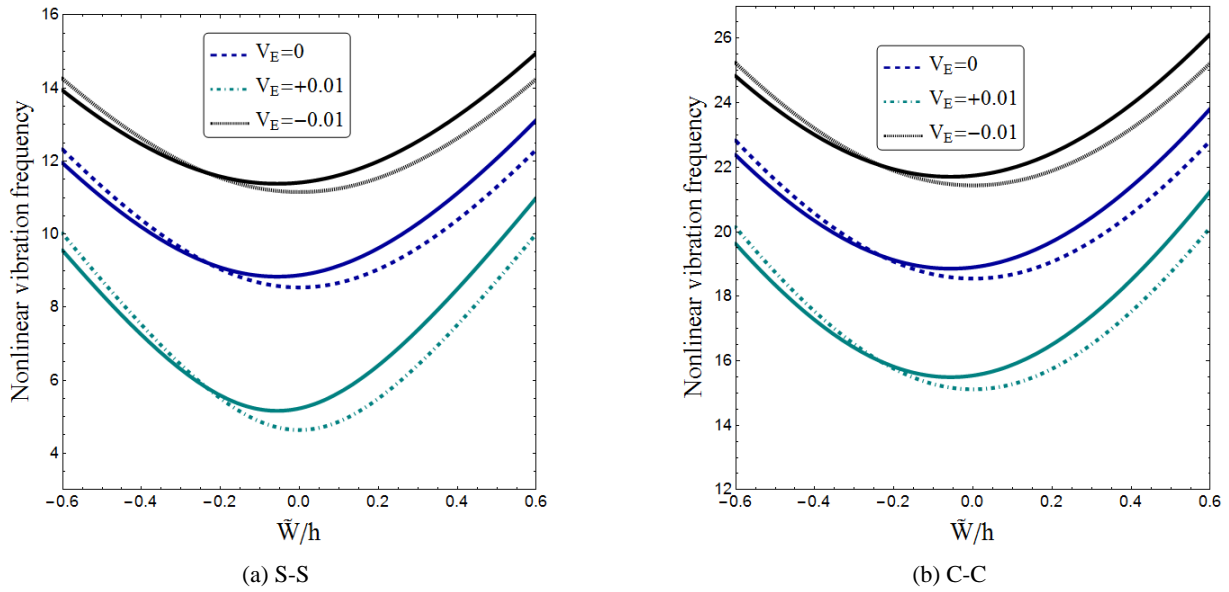 16
14
12
10
8
6
4
Nonlinear vibration frequency
V_E=0
V_E=+0.01
V_E=−0.01
−0.6 −0.4 −0.2 0.0 0.2 0.4 0.6
W̃/h
(a) S-S
26
24
22
20
18
16
14
12
Nonlinear vibration frequency
V_E=0
V_E=+0.01
V_E=−0.01
−0.6 −0.4 −0.2 0.0 0.2 0.4 0.6
W̃/h
(b) C-C